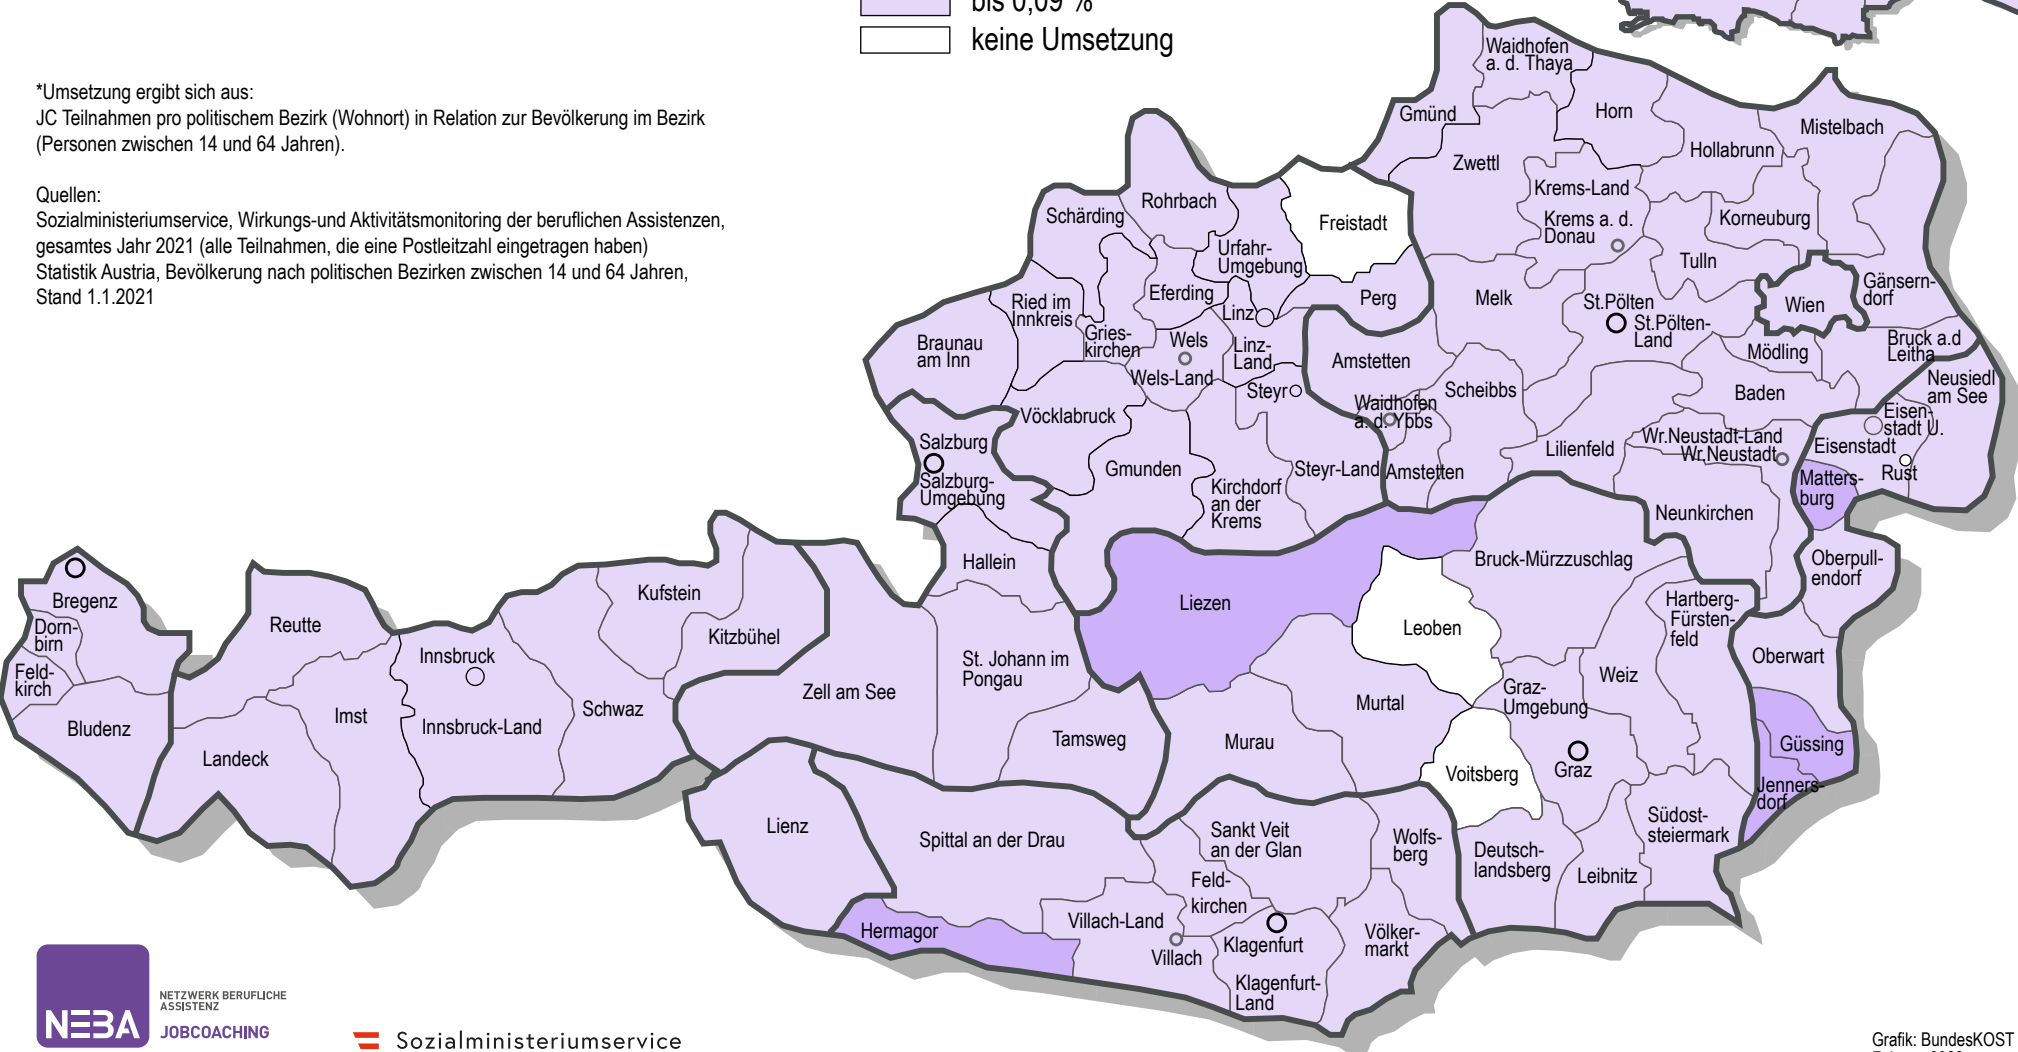 bis 0,09 %
keine Umsetzung
*Umsetzung ergibt sich aus:
JC Teilnahmen pro politischem Bezirk (Wohnort) in Relation zur Bevölkerung im Bezirk
(Personen zwischen 14 und 64 Jahren).
Quellen:
Sozialministeriumservice, Wirkungs-und Aktivitätsmonitoring der beruflichen Assistenzen,
gesamtes Jahr 2021 (alle Teilnahmen, die eine Postleitzahl eingetragen haben)
Statistik Austria, Bevölkerung nach politischen Bezirken zwischen 14 und 64 Jahren,
Stand 1.1.2021
Waidhofen
a. d. Thaya
Gmünd
Horn
Mistelbach
Hollabrunn
Zwettl
Krems-Land
Krems a. d.
Donau
Korneuburg
Tulln
Rohrbach
Schärding
Freistadt
Urfahr-
Umgebung
Eferding
Perg
Ried im
Innkreis
Linz
Gries-
kirchen
Wels
Linz-
Land
Wels-Land
Steyr
Braunau
am Inn
Vöcklabruck
Melk
St.Pölten
St.Pölten-
Land
Wien
Gänsern-
dorf
Bruck a.d
Leitha
Mödling
Amstetten
Scheibbs
Baden
Neusiedl
am See
Waidhofen
a. d. Ybbs
Eisen-
stadt U.
Eisenstadt
Rust
Wr.Neustadt-Land
Wr.Neustadt
Lilienfeld
Matters-
burg
Salzburg
Salzburg-
Umgebung
Gmunden
Kirchdorf
an der
Krems
Steyr-Land
Amstetten
Neunkirchen
Hallein
Bruck-Mürzzuschlag
Oberpull-
endorf
Liezen
Leoben
Hartberg-
Fürsten-
feld
Bregenz
Dorn-
birn
Feld-
kirch
Bludenz
Reutte
Kufstein
Kitzbühel
Innsbruck
Innsbruck-Land
Imst
Schwaz
Landeck
Zell am See
St. Johann im
Pongau
Tamsweg
Murau
Murtal
Graz-
Umgebung
Weiz
Oberwart
Güssing
Jenners-
dorf
Graz
Voitsberg
Südost-
steiermark
Deutsch-
landsberg
Leibnitz
Lienz
Spittal an der Drau
Sankt Veit
an der Glan
Wolfs-
berg
Feld-
kirchen
Hermagor
Villach-Land
Villach
Klagenfurt
Klagenfurt-
Land
Völker-
markt
NEBA
NETZWERK BERUFLICHE
ASSISTENZ
JOBCOACHING
Sozialministeriumservice
Grafik: BundesKOST